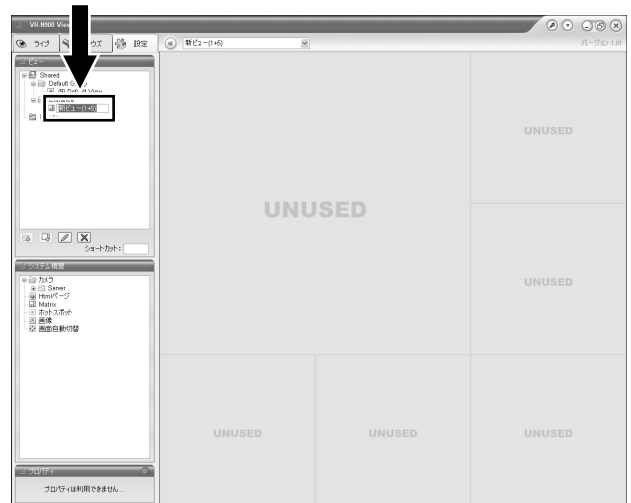 VR N900 View
ライブ
設定
新ビュー(1+5)
バージョン: 1.0f
ビュー
Shared
Default G
Default View
新ビュー(1+5)
ショートカット:
システム概要
カメラ
Server
Htmlページ
Matrix
ホットスポット
画像
画面自動切替
プロパティ
プロパティは利用できません...
UNUSED
UNUSED
UNUSED
UNUSED
UNUSED
UNUSED